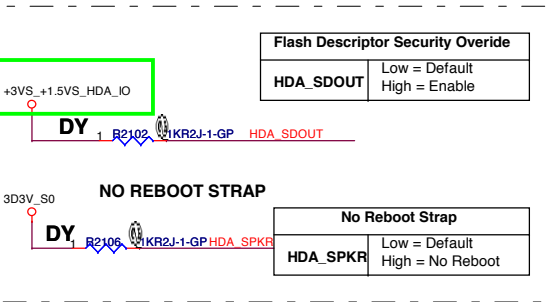 Flash Descriptor Security Overide
HDA_SDOUT
Low = Default
High = Enable
+3VS_+1.5VS_HDA_IO
DY 1 R2102 1KR2J-1-GP HDA_SDOUT
NO REBOOT STRAP
3D3V_S0
No Reboot Strap
HDA_SPKR
Low = Default
High = No Reboot
DY 1 R2106 1KR2J-1-GP HDA_SPKR